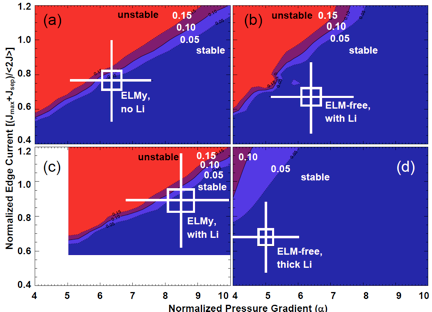 (a)
unstable
0.15
0.10
0.05
stable
ELMy,
no Li
(b)
unstable
0.15
0.10
0.05
stable
ELM-free,
with Li
(c)
unstable
0.15
0.10
0.05
stable
ELMy,
with Li
0.10
0.05
stable
(d)
ELM-free,
thick Li
Normalized Edge Current [(Jmax+Jsep)/<2J>]
1.2
1.0
0.8
0.6
0.4
1.2
1.0
0.8
0.6
0.4
4 5 6 7 8 9 10
4 5 6 7 8 9 10
Normalized Pressure Gradient (α)